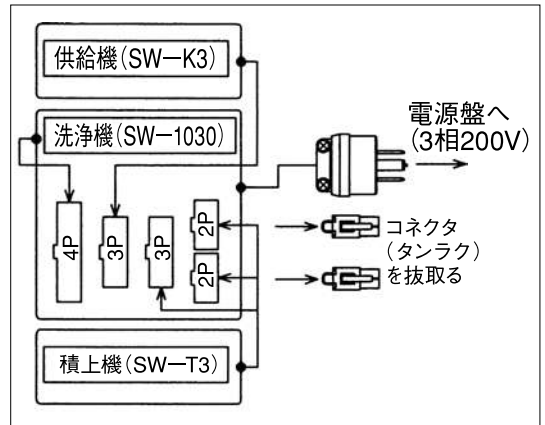 供給機(SW−K3)
洗浄機(SW−1030)
電源盤へ
(3相200V)
4P
3P
3P
2P
2P
コネクタ
(タンラク)
を抜取る
積上機(SW−T3)